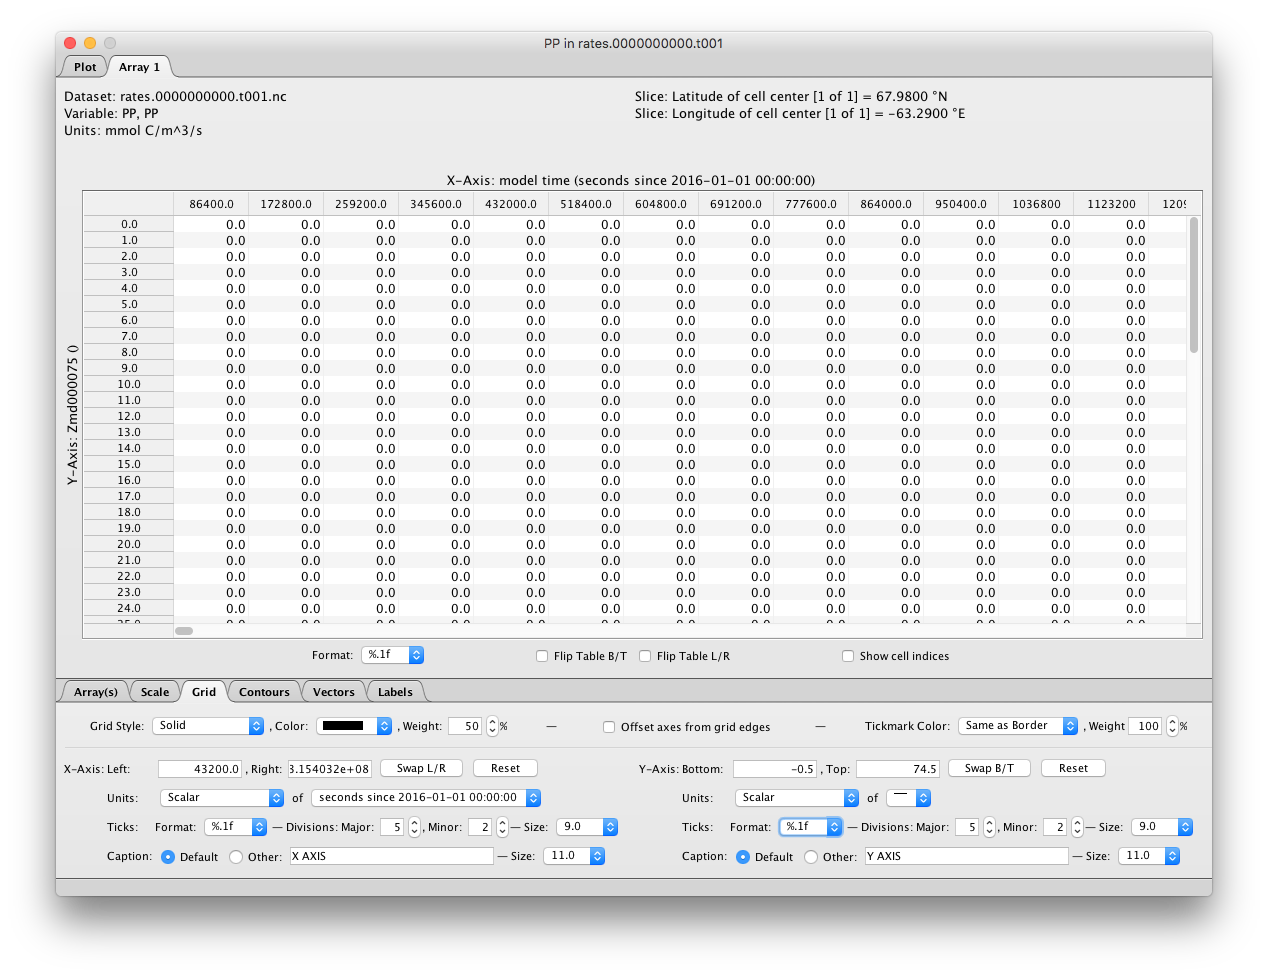 PP in rates.0000000000.t001
Plot Array 1
Dataset: rates.0000000000.t001.nc
Variable: PP, PP
Units: mmol C/m^3/s
Slice: Latitude of cell center [1 of 1] = 67.9800 °N
Slice: Longitude of cell center [1 of 1] = -63.2900 °E
X-Axis: model time (seconds since 2016-01-01 00:00:00)
Y-Axis: Zmd000075 ()
86400.0 172800.0 259200.0 345600.0 432000.0 518400.0 604800.0 691200.0 777600.0 864000.0 950400.0 1036800 1123200 1209
0.0 0.0 0.0 0.0 0.0 0.0 0.0 0.0 0.0 0.0 0.0 0.0 0.0 0.0
1.0 0.0 0.0 0.0 0.0 0.0 0.0 0.0 0.0 0.0 0.0 0.0 0.0 0.0
2.0 0.0 0.0 0.0 0.0 0.0 0.0 0.0 0.0 0.0 0.0 0.0 0.0 0.0
3.0 0.0 0.0 0.0 0.0 0.0 0.0 0.0 0.0 0.0 0.0 0.0 0.0 0.0
4.0 0.0 0.0 0.0 0.0 0.0 0.0 0.0 0.0 0.0 0.0 0.0 0.0 0.0
5.0 0.0 0.0 0.0 0.0 0.0 0.0 0.0 0.0 0.0 0.0 0.0 0.0 0.0
6.0 0.0 0.0 0.0 0.0 0.0 0.0 0.0 0.0 0.0 0.0 0.0 0.0 0.0
7.0 0.0 0.0 0.0 0.0 0.0 0.0 0.0 0.0 0.0 0.0 0.0 0.0 0.0
8.0 0.0 0.0 0.0 0.0 0.0 0.0 0.0 0.0 0.0 0.0 0.0 0.0 0.0
9.0 0.0 0.0 0.0 0.0 0.0 0.0 0.0 0.0 0.0 0.0 0.0 0.0 0.0
10.0 0.0 0.0 0.0 0.0 0.0 0.0 0.0 0.0 0.0 0.0 0.0 0.0 0.0
11.0 0.0 0.0 0.0 0.0 0.0 0.0 0.0 0.0 0.0 0.0 0.0 0.0 0.0
12.0 0.0 0.0 0.0 0.0 0.0 0.0 0.0 0.0 0.0 0.0 0.0 0.0 0.0
13.0 0.0 0.0 0.0 0.0 0.0 0.0 0.0 0.0 0.0 0.0 0.0 0.0 0.0
14.0 0.0 0.0 0.0 0.0 0.0 0.0 0.0 0.0 0.0 0.0 0.0 0.0 0.0
15.0 0.0 0.0 0.0 0.0 0.0 0.0 0.0 0.0 0.0 0.0 0.0 0.0 0.0
16.0 0.0 0.0 0.0 0.0 0.0 0.0 0.0 0.0 0.0 0.0 0.0 0.0 0.0
17.0 0.0 0.0 0.0 0.0 0.0 0.0 0.0 0.0 0.0 0.0 0.0 0.0 0.0
18.0 0.0 0.0 0.0 0.0 0.0 0.0 0.0 0.0 0.0 0.0 0.0 0.0 0.0
19.0 0.0 0.0 0.0 0.0 0.0 0.0 0.0 0.0 0.0 0.0 0.0 0.0 0.0
20.0 0.0 0.0 0.0 0.0 0.0 0.0 0.0 0.0 0.0 0.0 0.0 0.0 0.0
21.0 0.0 0.0 0.0 0.0 0.0 0.0 0.0 0.0 0.0 0.0 0.0 0.0 0.0
22.0 0.0 0.0 0.0 0.0 0.0 0.0 0.0 0.0 0.0 0.0 0.0 0.0 0.0
23.0 0.0 0.0 0.0 0.0 0.0 0.0 0.0 0.0 0.0 0.0 0.0 0.0 0.0
24.0 0.0 0.0 0.0 0.0 0.0 0.0 0.0 0.0 0.0 0.0 0.0 0.0 0.0
Format: %.1f Flip Table B/T Flip Table L/R Show cell indices
Array(s) Scale Grid Contours Vectors Labels
Grid Style: Solid , Color: , Weight: 50 % — Offset axes from grid edges — Tickmark Color: Same as Border , Weight 100 %
X-Axis: Left: 43200.0 , Right: 3.154032e+08 Swap L/R Reset
Y-Axis: Bottom: -0.5 , Top: 74.5 Swap B/T Reset
Units: Scalar of seconds since 2016-01-01 00:00:00
Units: Scalar of —
Ticks: Format: %.1f — Divisions: Major: 5 , Minor: 2 — Size: 9.0
Ticks: Format: %.1f — Divisions: Major: 5 , Minor: 2 — Size: 9.0
Caption: Default Other: X AXIS — Size: 11.0
Caption: Default Other: Y AXIS — Size: 11.0